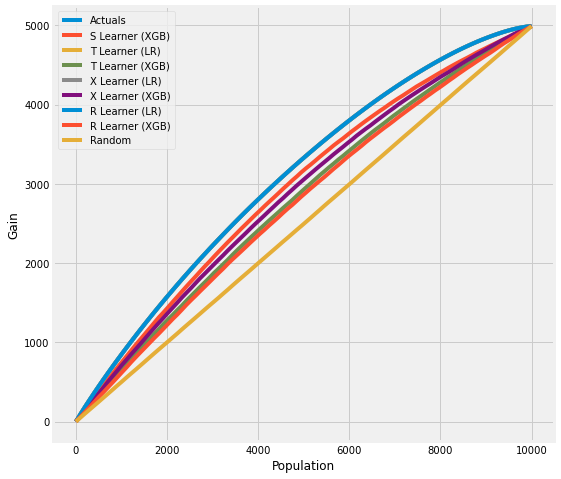 Actuals
S Learner (XGB)
T Learner (LR)
T Learner (XGB)
X Learner (LR)
X Learner (XGB)
R Learner (LR)
R Learner (XGB)
Random
5000
4000
3000
2000
1000
0
Gain
0 2000 4000 6000 8000 10000
Population